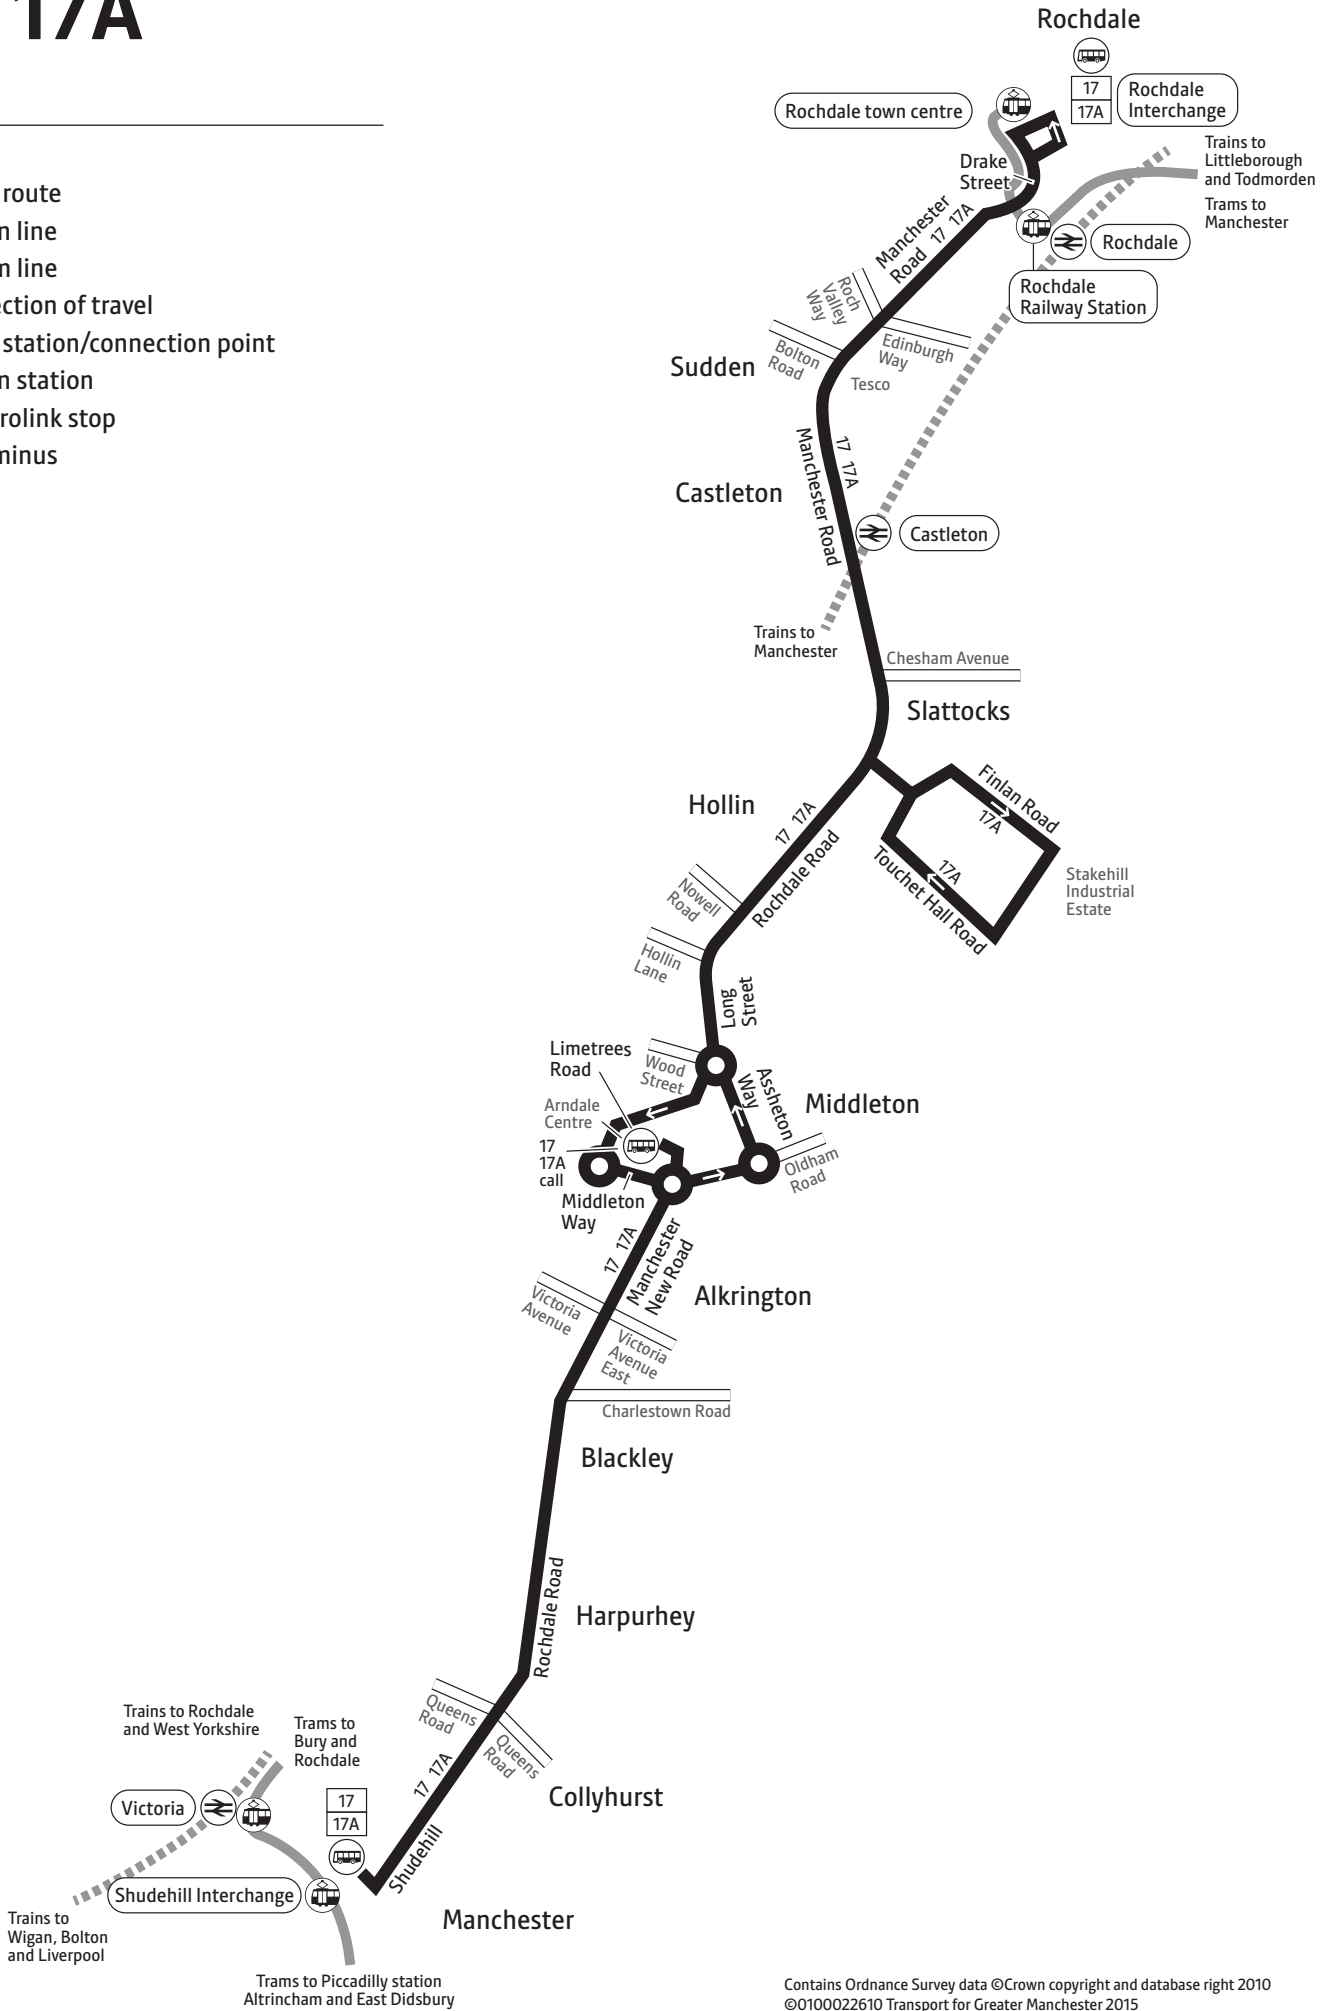 17A
route
n line
m line
ection of travel
station/connection point
n station
rolink stop
minus
Rochdale
17
17A
Rochdale
Interchange
Rochdale town centre
Trains to
Littleborough
and Todmorden
Trams to
Manchester
Drake
Street
Manchester
Road 17 17A
Rochdale
Rochdale
Railway Station
Roch
Valley
Way
Edinburgh
Way
Bolton
Road
Sudden
Tesco
17 17A
Manchester Road
Castleton
Castleton
Trains to
Manchester
Chesham Avenue
Slattocks
Hollin
17 17A
Rochdale Road
Finlan Road
17A
17A
Touchet Hall Road
Stakehill
Industrial
Estate
Nowell
Road
Hollin
Lane
Long
Street
Limetrees
Road
Wood
Street
Assheton
Way
Middleton
Arndale
Centre
17
17A
call
Oldham
Road
Middleton
Way
17 17A
Manchester
New Road
Alkrington
Victoria
Avenue
Victoria
Avenue
East
Charlestown Road
Blackley
Rochdale Road
Harpurhey
Queens
Road
Queens
Road
Trains to Rochdale
and West Yorkshire
Trams to
Bury and
Rochdale
17 17A
Collyhurst
Victoria
17
17A
Shudehill
Shudehill Interchange
Manchester
Trains to
Wigan, Bolton
and Liverpool
Trams to Piccadilly station
Altrincham and East Didsbury
Contains Ordnance Survey data ©Crown copyright and database right 2010
©0100022610 Transport for Greater Manchester 2015